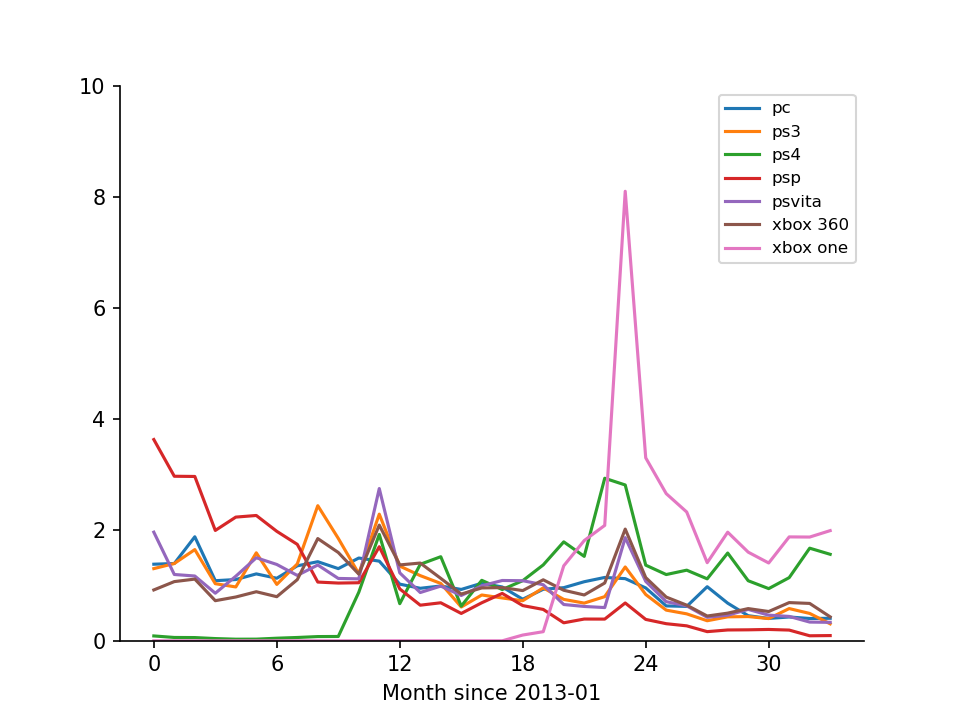 10
8
6
4
2
0
pc
ps3
ps4
psp
psvita
xbox 360
xbox one
0 6 12 18 24 30
Month since 2013-01